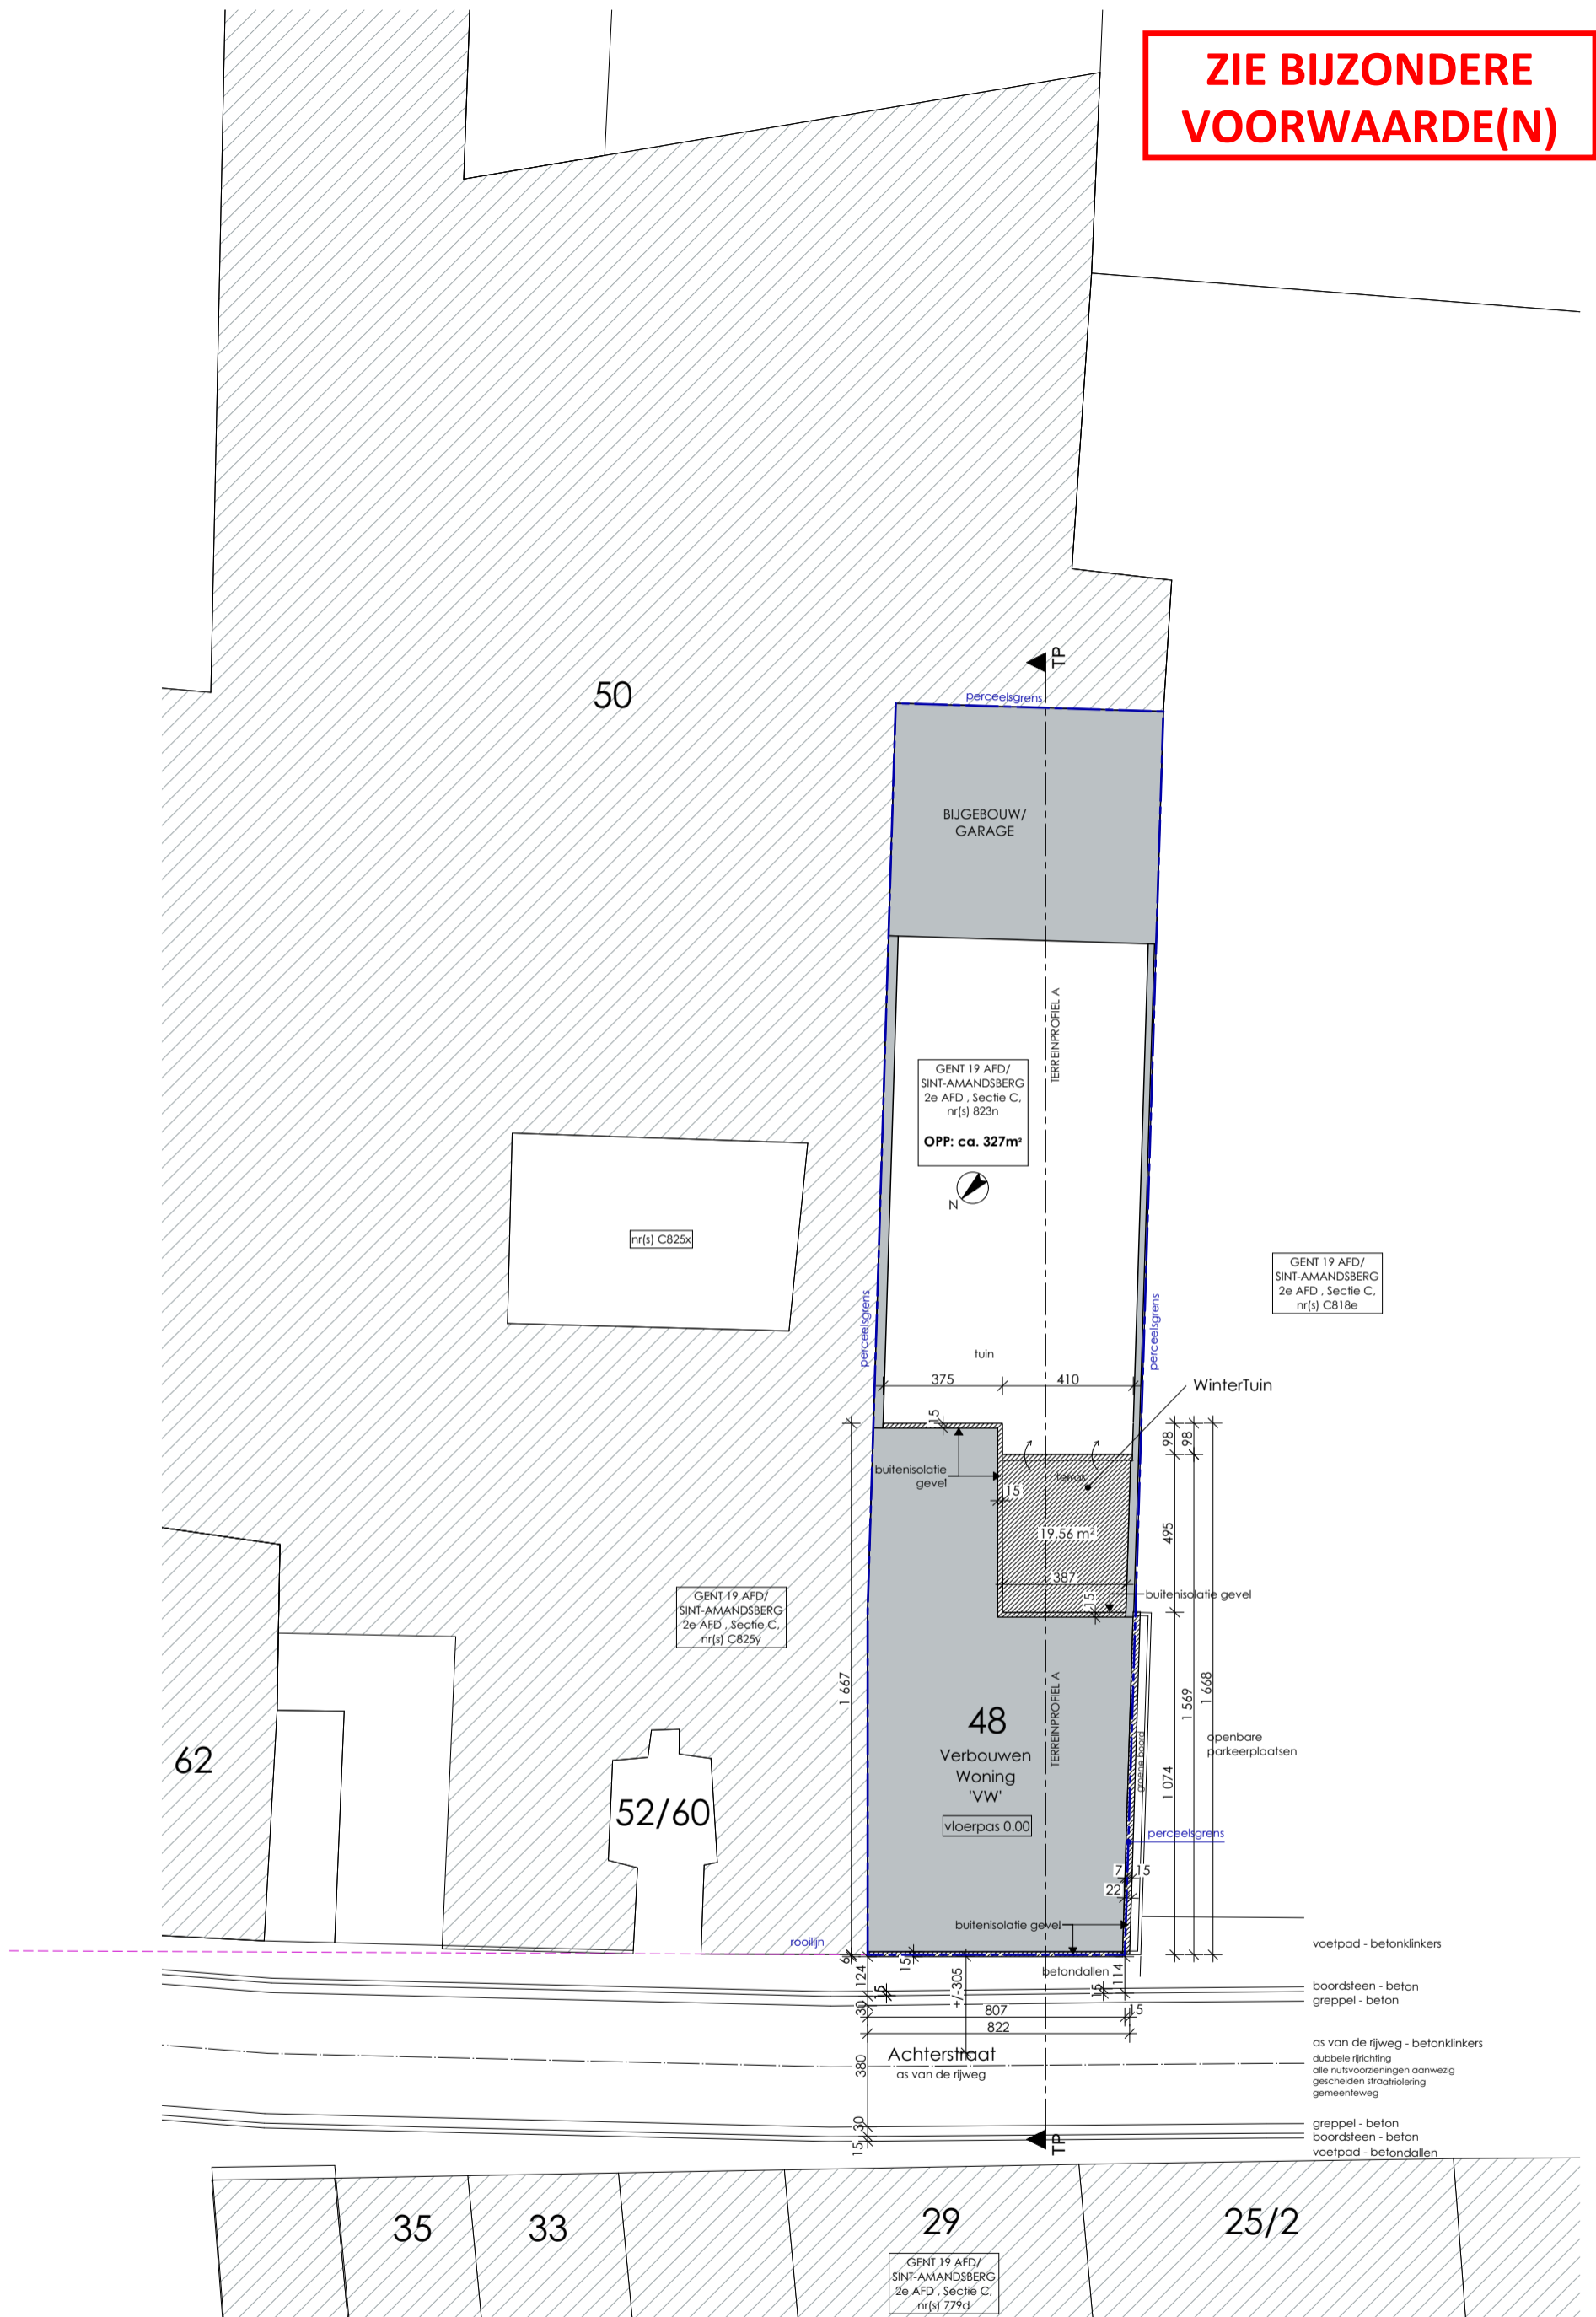 ZIE BIJZONDERE
VOORWAARDE(N)
TP
50
perceelsgrens
BIJGEBOUW/
GARAGE
TERREINPROFIEL A
GENT 19 AFD/
SINT-AMANDSBERG
2e AFD , Sectie C,
nr(s) 823n
OPP: ca. 327m²
N
nr(s) C825x
GENT 19 AFD/
SINT-AMANDSBERG
2e AFD , Sectie C,
nr(s) C818e
perceelsgrens
perceelsgrens
tuin
375
410
WinterTuin
15
98
98
buitenisolatie
gevel
terras
15
19,56 m²
495
387
15
buitenisolatie gevel
GENT 19 AFD/
SINT-AMANDSBERG
2e AFD , Sectie C,
nr(s) C825y
1 667
1 569
1 668
48
Verbouwen
Woning
'VW'
vloerpas 0.00
TERREINPROFIEL A
groene boord
openbare
parkeerplaatsen
1 074
62
52/60
perceelsgrens
7
15
22
buitenisolatie gevel
rooilijn
voetpad - betonklinkers
6
15
betondallen
124
+/-305
114
15
15
boordsteen - beton
greppel - beton
30
807
15
822
Achterstraat
as van de rijweg
380
as van de rijweg - betonklinkers
dubbele rijrichting
alle nutsvoorzieningen aanwezig
gescheiden straatriolering
gemeenteweg
30
15
TP
greppel - beton
boordsteen - beton
voetpad - betondallen
35
33
29
25/2
GENT 19 AFD/
SINT-AMANDSBERG
2e AFD , Sectie C,
nr(s) 779d